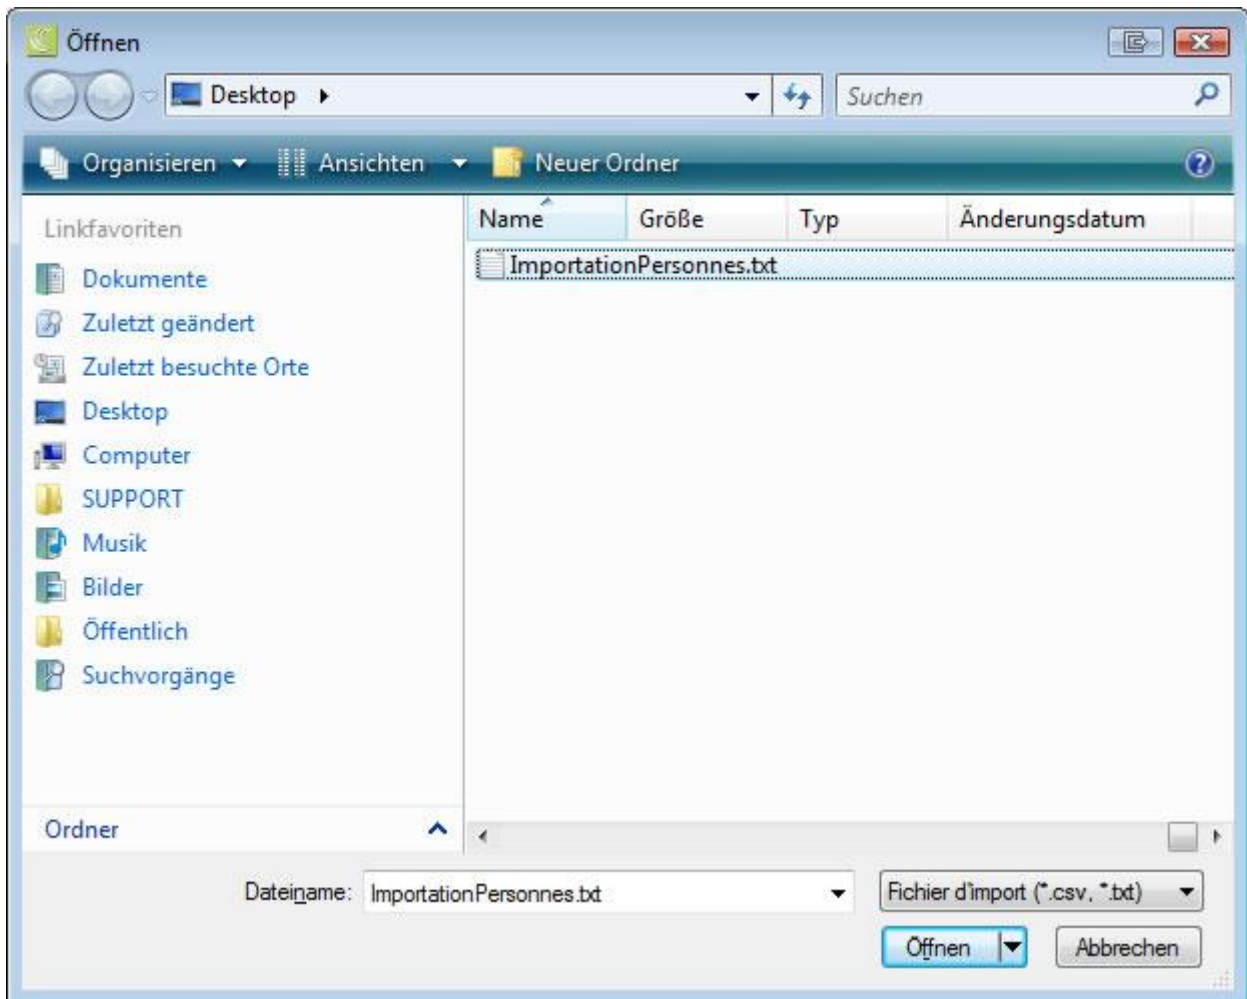 Öffnen
Desktop
Suchen
Organisieren Ansichten Neuer Ordner ?
Linkfavoriten
Name Größe Typ Änderungsdatum
ImportationPersonnes.txt
Dokumente
Zuletzt geändert
Zuletzt besuchte Orte
Desktop
Computer
SUPPORT
Musik
Bilder
Öffentlich
Suchvorgänge
Ordner
Dateiname: ImportationPersonnes.txt Fichier d'import (*.csv, *.txt)
Öffnen Abbrechen